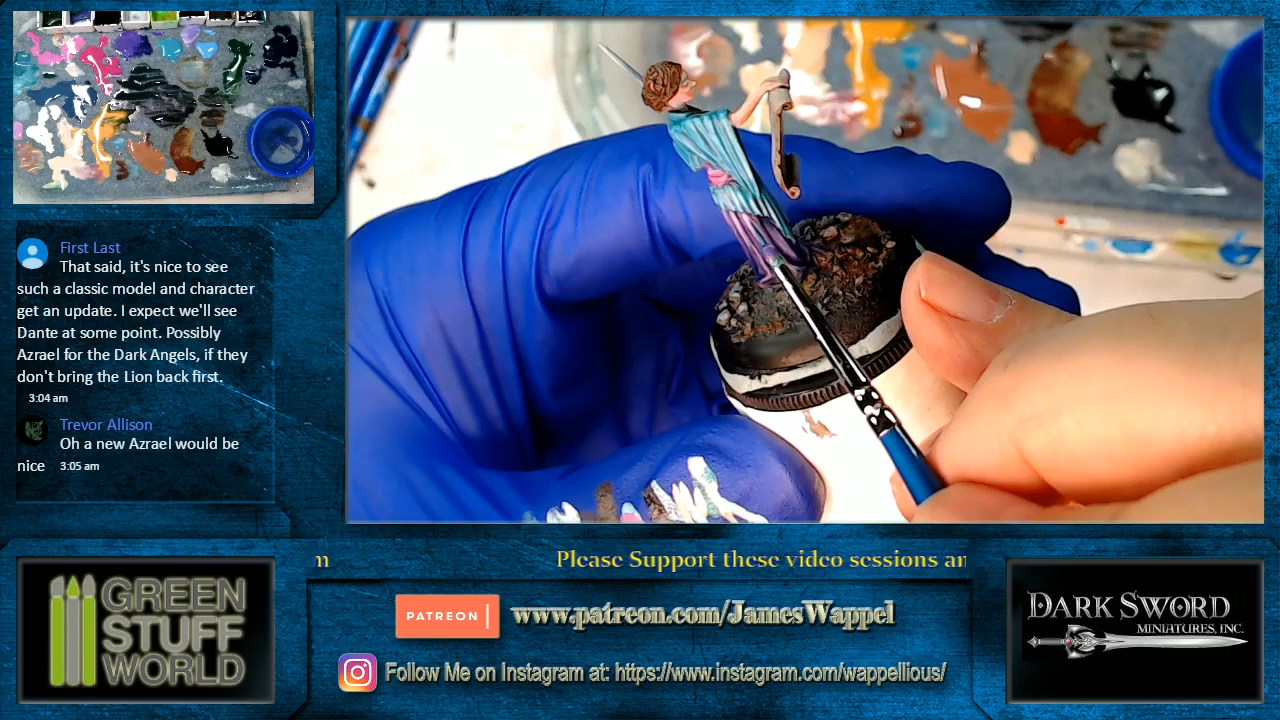 First Last
That said, it's nice to see
such a classic model and character
get an update. I expect we'll see
Dante at some point. Possibly
Azrael for the Dark Angels, if they
don't bring the Lion back first.
3:04 am
Trevor Allison
Oh a new Azrael would be
nice 3:05 am
m Please Support these video sessions an
PATREON www.patreon.com/JamesWappel
Follow Me on Instagram at: https://www.instagram.com/wappellious/
GREEN
STUFF
WORLD
DARK SWORD
MINIATURES, INC.